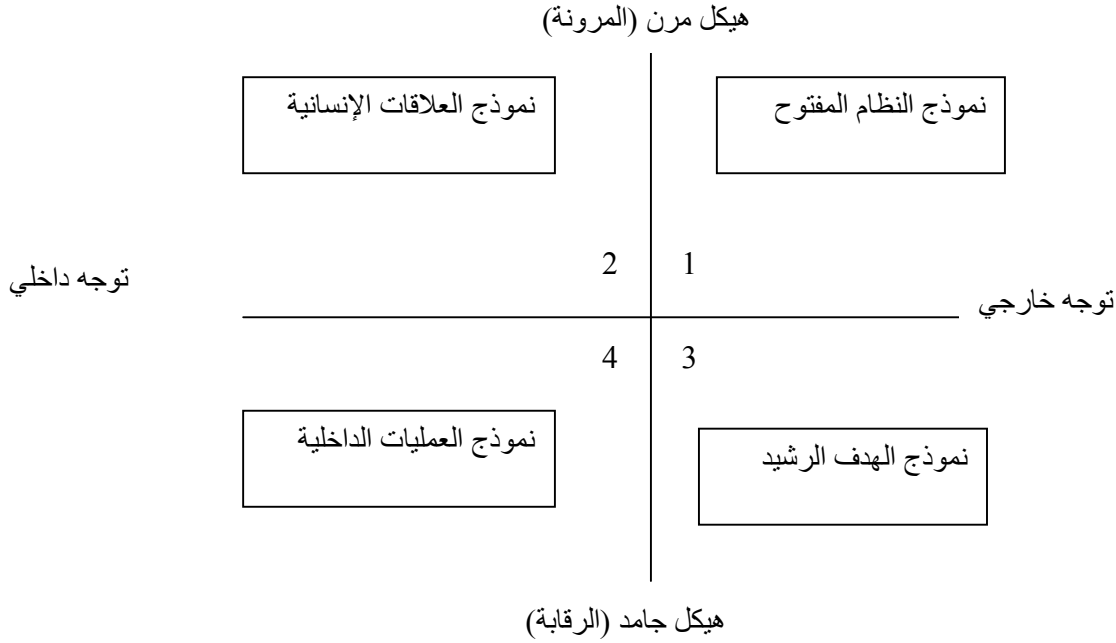 هيكل مرن (المرونة)
نموذج النظام المفتوح
نموذج العلاقات الإنسانية
1
2
توجه خارجي
توجه داخلي
3
4
نموذج الهدف الرشيد
نموذج العمليات الداخلية
هيكل جامد (الرقابة)